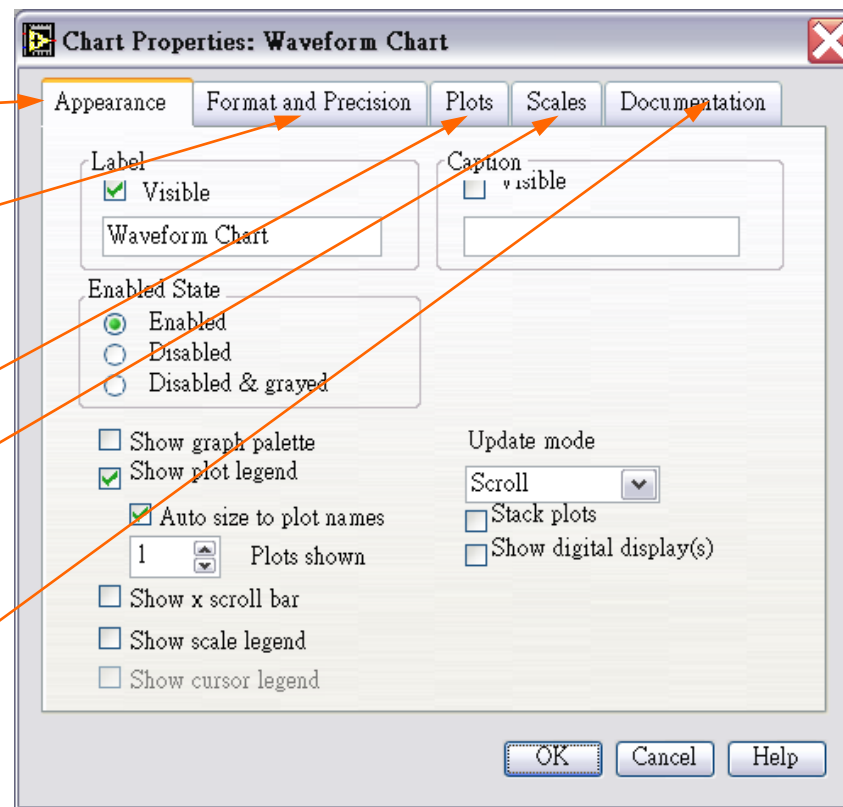 Chart Properties: Waveform Chart
Appearance
Format and Precision
Plots
Scales
Documentation
Label
Visible
Waveform Chart
Caption
Visible
Enabled State
Enabled
Disabled
Disabled & grayed
Show graph palette
Show plot legend
Auto size to plot names
1 Plots shown
Show x scroll bar
Show scale legend
Show cursor legend
Update mode
Scroll
Stack plots
Show digital display(s)
OK
Cancel
Help